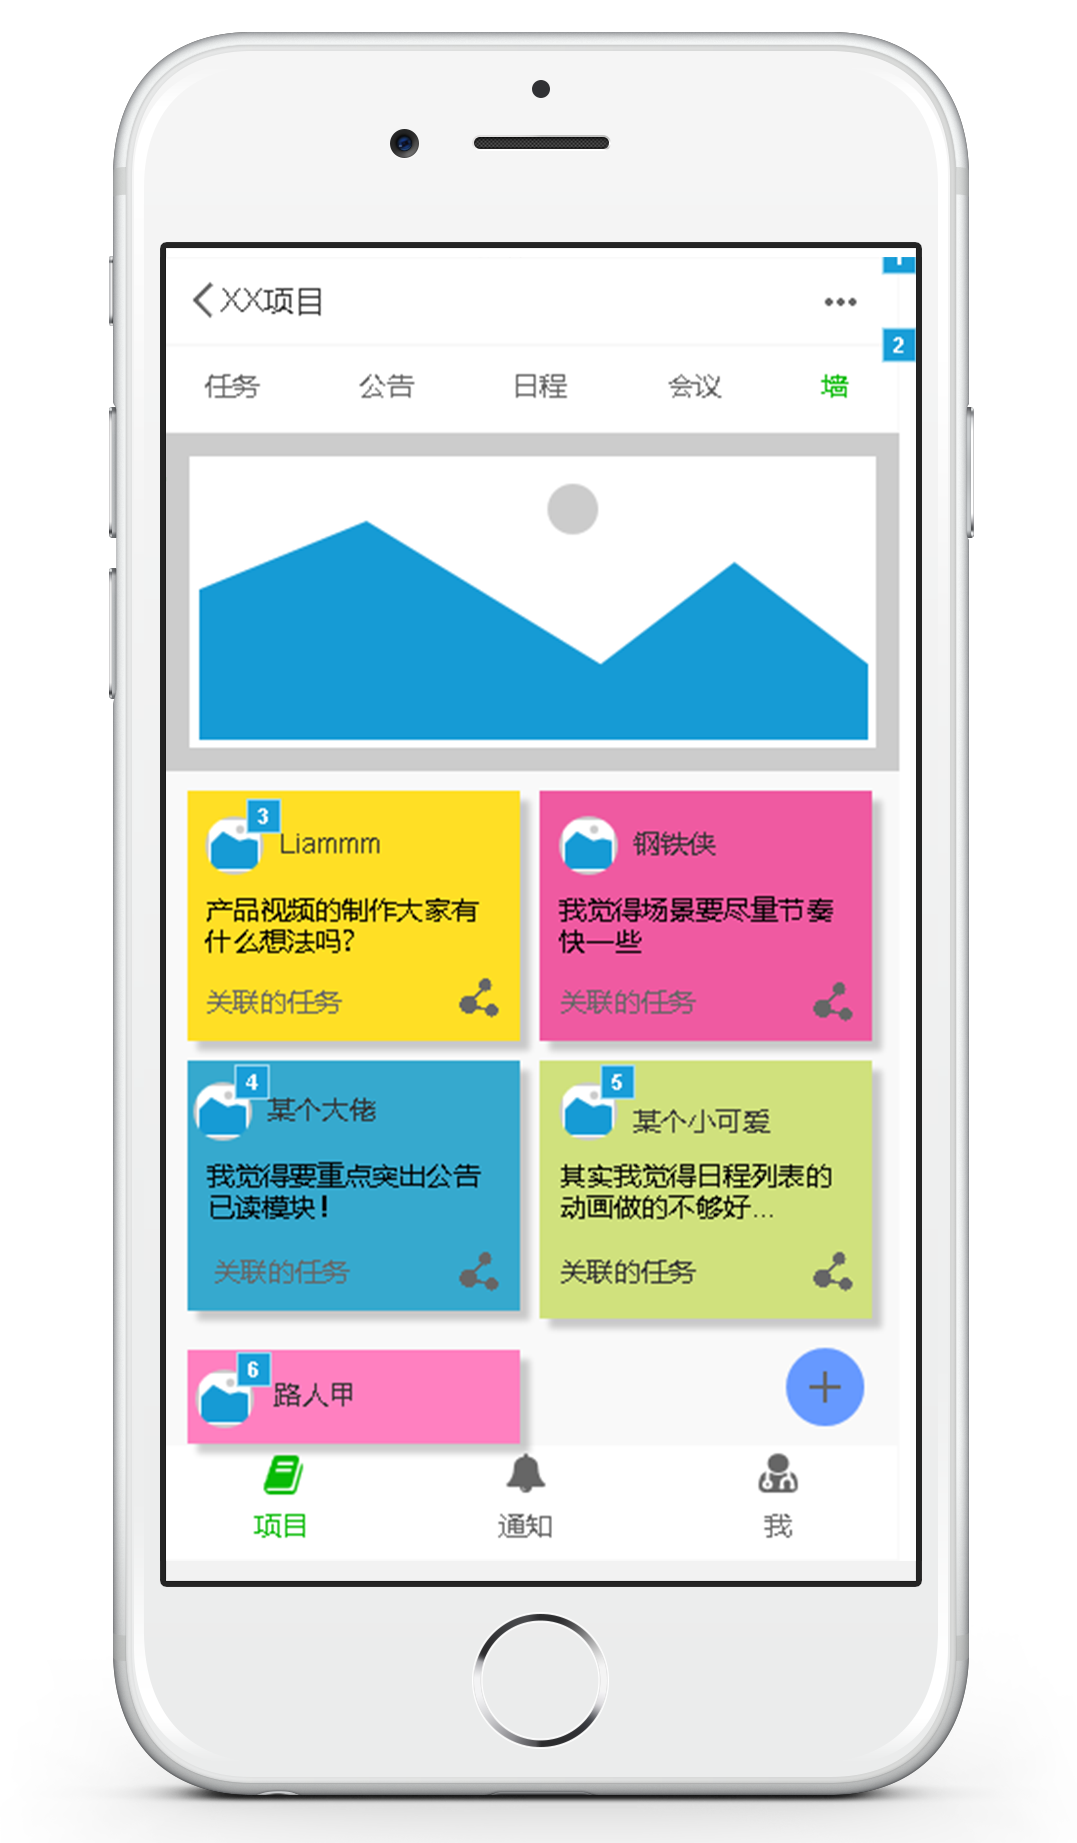 1
XX项目
2
任务 公告 日程 会议 墙
3
Liammm
产品视频的制作大家有
什么想法吗?
关联的任务
钢铁侠
我觉得场景要尽量节奏
快一些
关联的任务
4
某个大佬
我觉得要重点突出公告
已读模块!
关联的任务
5
某个小可爱
其实我觉得日程列表的
动画做的不够好...
关联的任务
6
路人甲
项目 通知 我